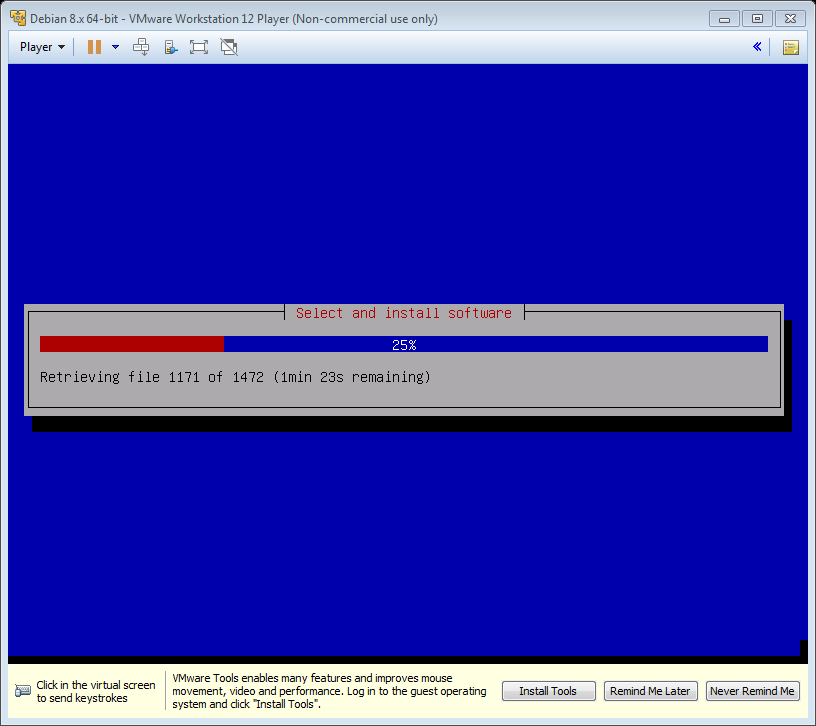 Debian 8.x 64-bit - VMware Workstation 12 Player (Non-commercial use only)
Player
Select and install software
25%
Retrieving file 1171 of 1472 (1min 23s remaining)
Click in the virtual screen
to send keystrokes
VMware Tools enables many features and improves mouse
movement, video and performance. Log in to the guest operating
system and click "Install Tools".
Install Tools
Remind Me Later
Never Remind Me